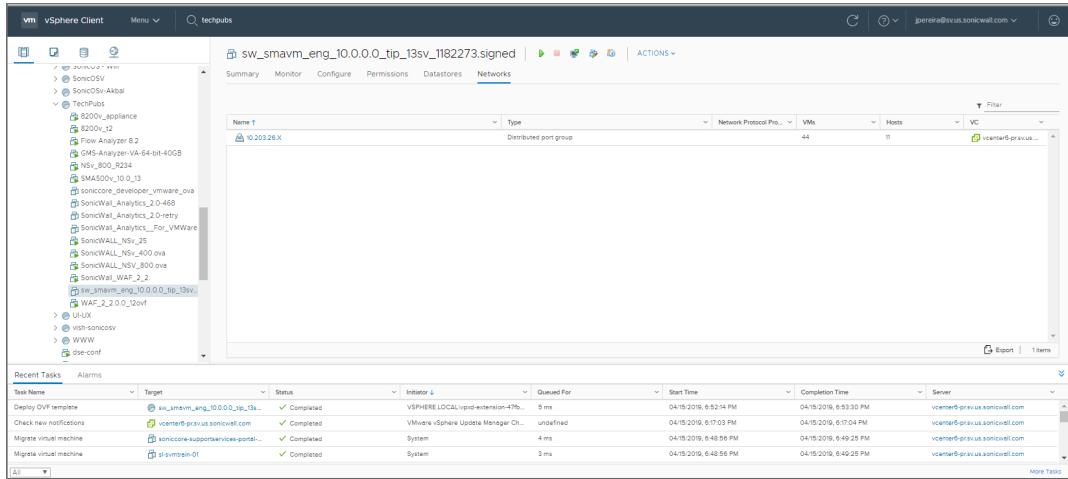 vm vSphere Client Menu techpubs jpereira@sv.us.sonicwall.com
sw_smavm_eng_10.0.0.0_tip_13sv_1182273.signed ACTIONS
Summary Monitor Configure Permissions Datastores Networks
SonicOSV
SonicOSv-Akbal
TechPubs
8200v_appliance
8200v_t2
Flow Analyzer 8.2
GMS-Analyzer-VA-64-bit-40GB
NSv_800_R234
SMA500v_10.0_13
soniccore_developer_vmware_ova
SonicWall_Analytics_2.0-468
SonicWall_Analytics_2.0-retry
SonicWall_Analytics__For_VMWare
SonicWALL_NSv_25
SonicWALL_NSv_400.ova
SonicWALL_NSV_800.ova
SonicWall_WAF_2_2.
sw_smavm_eng_10.0.0.0_tip_13sv...
WAF_2_2.0.0_12ovf
UI-UX
vish-sonicosv
WWW
dse-conf
Filter
Name ↑ Type Network Protocol Pro... VMs Hosts VC
10.203.26.X Distributed port group 44 11 vcenter6-pr.sv.us....
Export 1 items
Recent Tasks Alarms
Task Name Target Status Initiator ↓ Queued For Start Time Completion Time Server
Deploy OVF template sw_smavm_eng_10.0.0.0_tip_13s... Completed VSPHERE.LOCAL\vpxd-extension-47fb... 5 ms 04/15/2019, 6:52:14 PM 04/15/2019, 6:53:30 PM vcenter6-pr.sv.us.sonicwall.com
Check new notifications vcenter6-pr.sv.us.sonicwall.com Completed VMware vSphere Update Manager Ch... undefined 04/15/2019, 6:17:03 PM 04/15/2019, 6:17:04 PM vcenter6-pr.sv.us.sonicwall.com
Migrate virtual machine soniccore-supportservices-portal-... Completed System 4 ms 04/15/2019, 6:48:56 PM 04/15/2019, 6:49:25 PM vcenter6-pr.sv.us.sonicwall.com
Migrate virtual machine sl-svmtrain-01 Completed System 3 ms 04/15/2019, 6:48:56 PM 04/15/2019, 6:49:25 PM vcenter6-pr.sv.us.sonicwall.com
All More Tasks